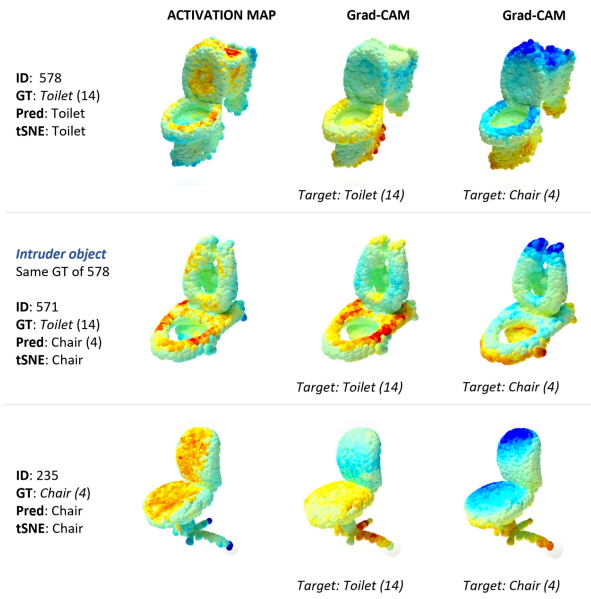 ACTIVATION MAP Grad-CAM Grad-CAM
ID: 578
GT: Toilet (14)
Pred: Toilet
tSNE: Toilet
Target: Toilet (14) Target: Chair (4)
Intruder object
Same GT of 578
ID: 571
GT: Toilet (14)
Pred: Chair (4)
tSNE: Chair
Target: Toilet (14) Target: Chair (4)
ID: 235
GT: Chair (4)
Pred: Chair
tSNE: Chair
Target: Toilet (14) Target: Chair (4)